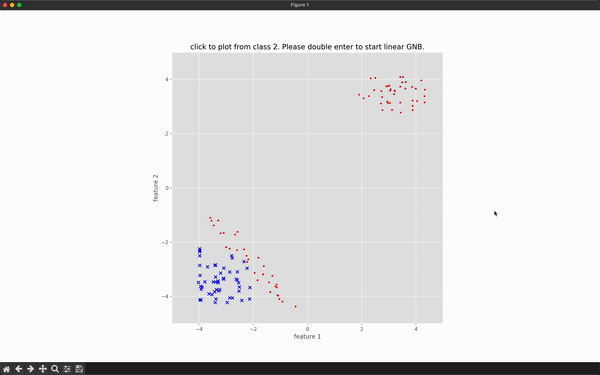 Figure 1
click to plot from class 2. Please double enter to start linear GNB.
4
2
0
−2
−4
feature 2
−4 −2 0 2 4
feature 1